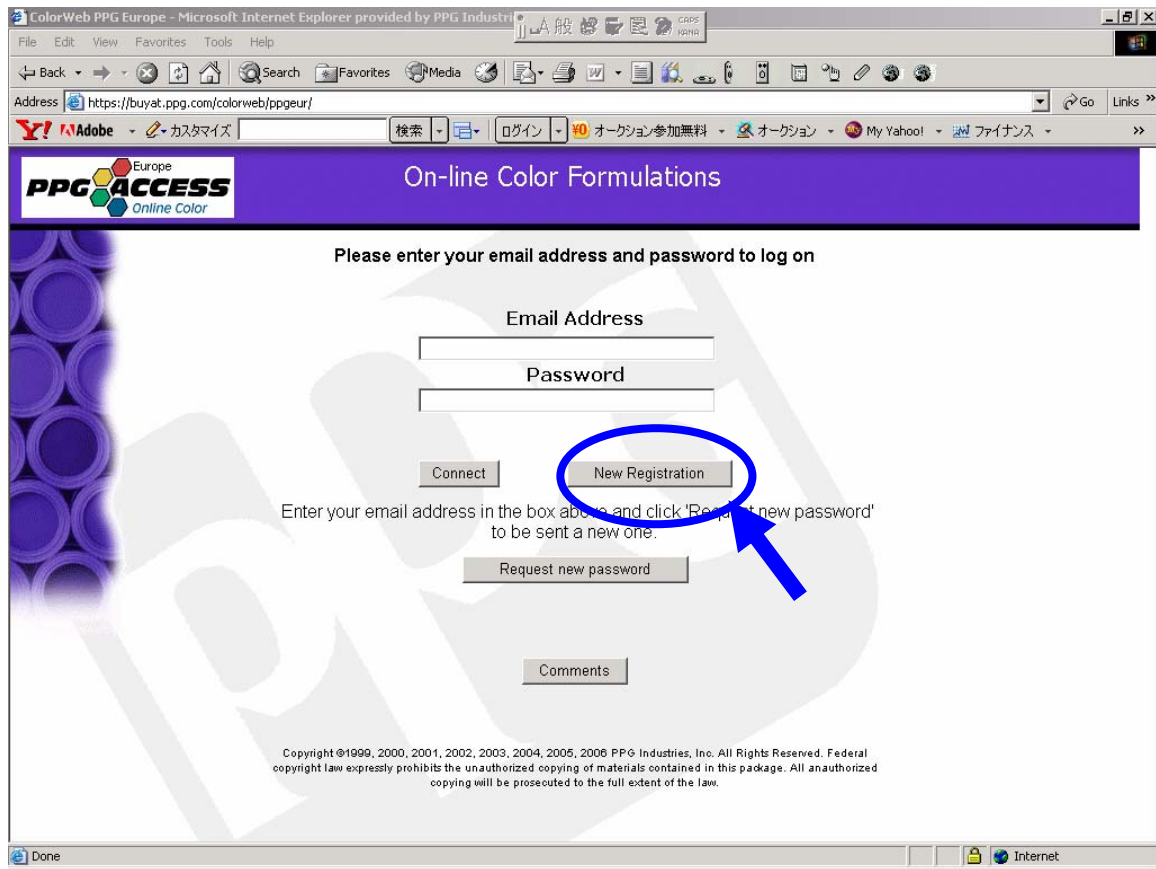 ColorWeb PPG Europe - Microsoft Internet Explorer provided by PPG Industri
A 般 CAPS
KANA
File Edit View Favorites Tools Help
Back Search Favorites Media
Address https://buyat.ppg.com/colorweb/ppgeur/ Go Links »
Y! Adobe カスタマイズ 検索 ログイン ¥0 オークション参加無料 オークション My Yahoo! ファイナンス »
Europe
PPG ACCESS
Online Color
On-line Color Formulations
Please enter your email address and password to log on
Email Address
Password
Connect New Registration
Enter your email address in the box above and click 'Request new password'
to be sent a new one.
Request new password
Comments
Copyright ©1999, 2000, 2001, 2002, 2003, 2004, 2005, 2006 PPG Industries, Inc. All Rights Reserved. Federal
copyright law expressly prohibits the unauthorized copying of materials contained in this package. All anauthorized
copying will be prosecuted to the full extent of the law.
PPG
Done Internet